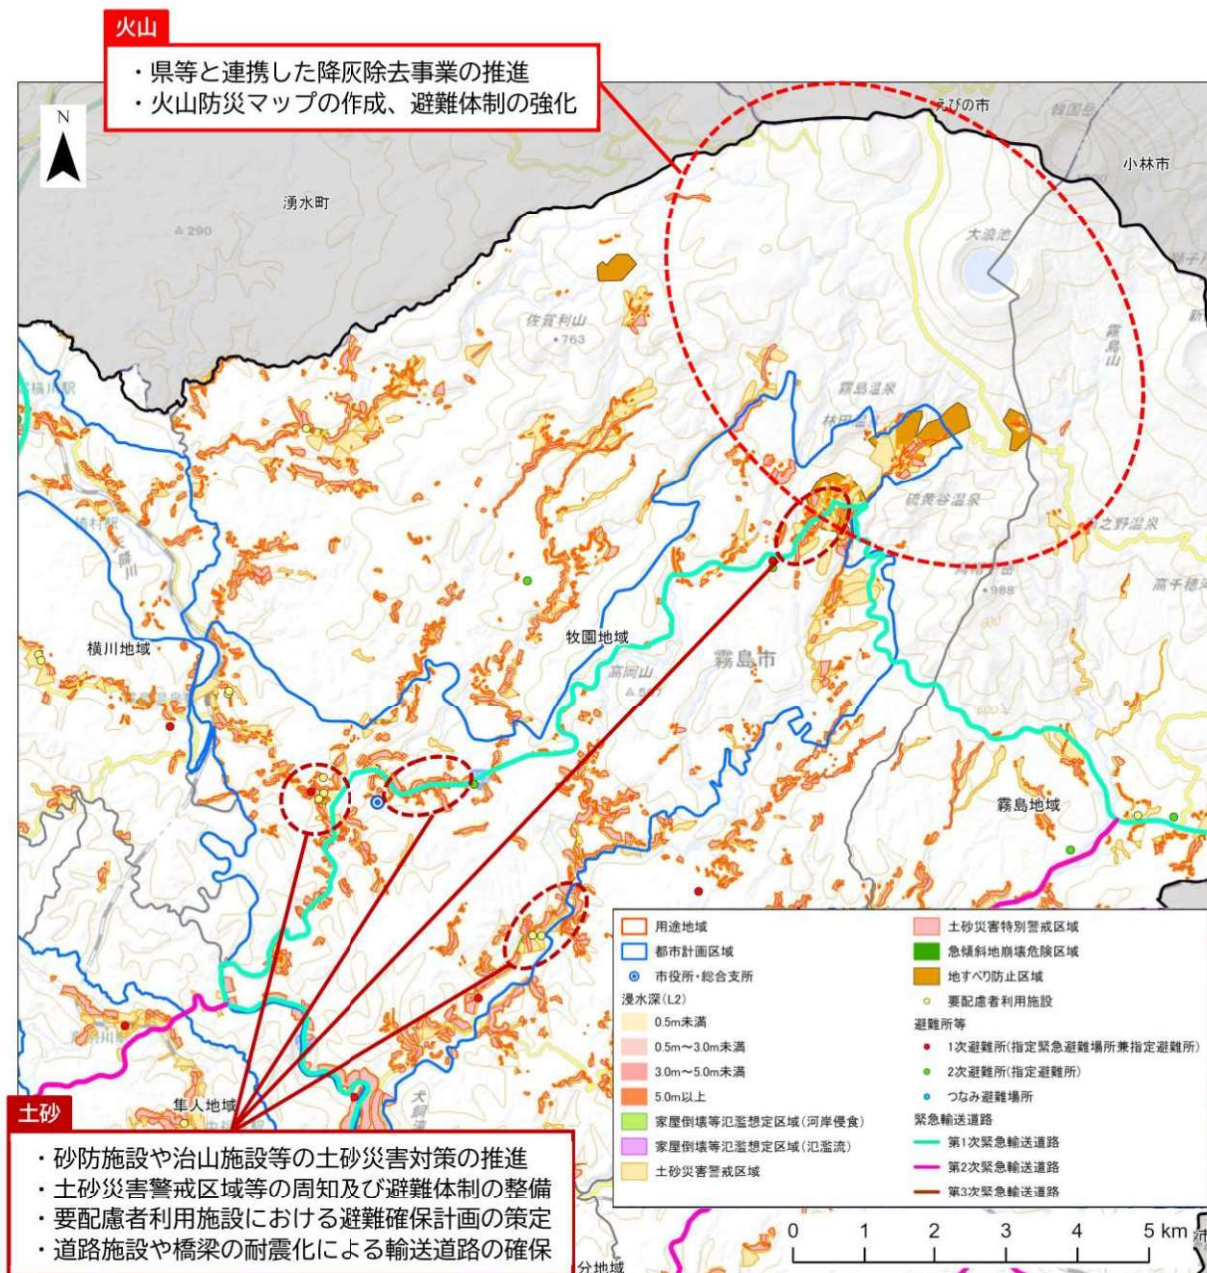 火山
・県等と連携した降灰除去事業の推進
・火山防災マップの作成、避難体制の強化
N
えびの市
韓国岳
小林市
湧水町
290
大浪池
佐賀利山
763
霧島山
横川駅
霧島温泉
硫黄谷温泉
之野温泉
988
横川地域
牧園地域
霧島市
高岡山
霧島地域
隼人地域
用途地域
都市計画区域
市役所・総合支所
浸水深(L2)
0.5m未満
0.5m～3.0m未満
3.0m～5.0m未満
5.0m以上
家屋倒壊等氾濫想定区域(河岸侵食)
家屋倒壊等氾濫想定区域(氾濫流)
土砂災害警戒区域
土砂災害特別警戒区域
急傾斜地崩壊危険区域
地すべり防止区域
要配慮者利用施設
避難所等
1次避難所(指定緊急避難場所兼指定避難所)
2次避難所(指定避難所)
つなみ避難場所
緊急輸送道路
第1次緊急輸送道路
第2次緊急輸送道路
第3次緊急輸送道路
土砂
・砂防施設や治山施設等の土砂災害対策の推進
・土砂災害警戒区域等の周知及び避難体制の整備
・要配慮者利用施設における避難確保計画の策定
・道路施設や橋梁の耐震化による輸送道路の確保
0 1 2 3 4 5 km
分地域